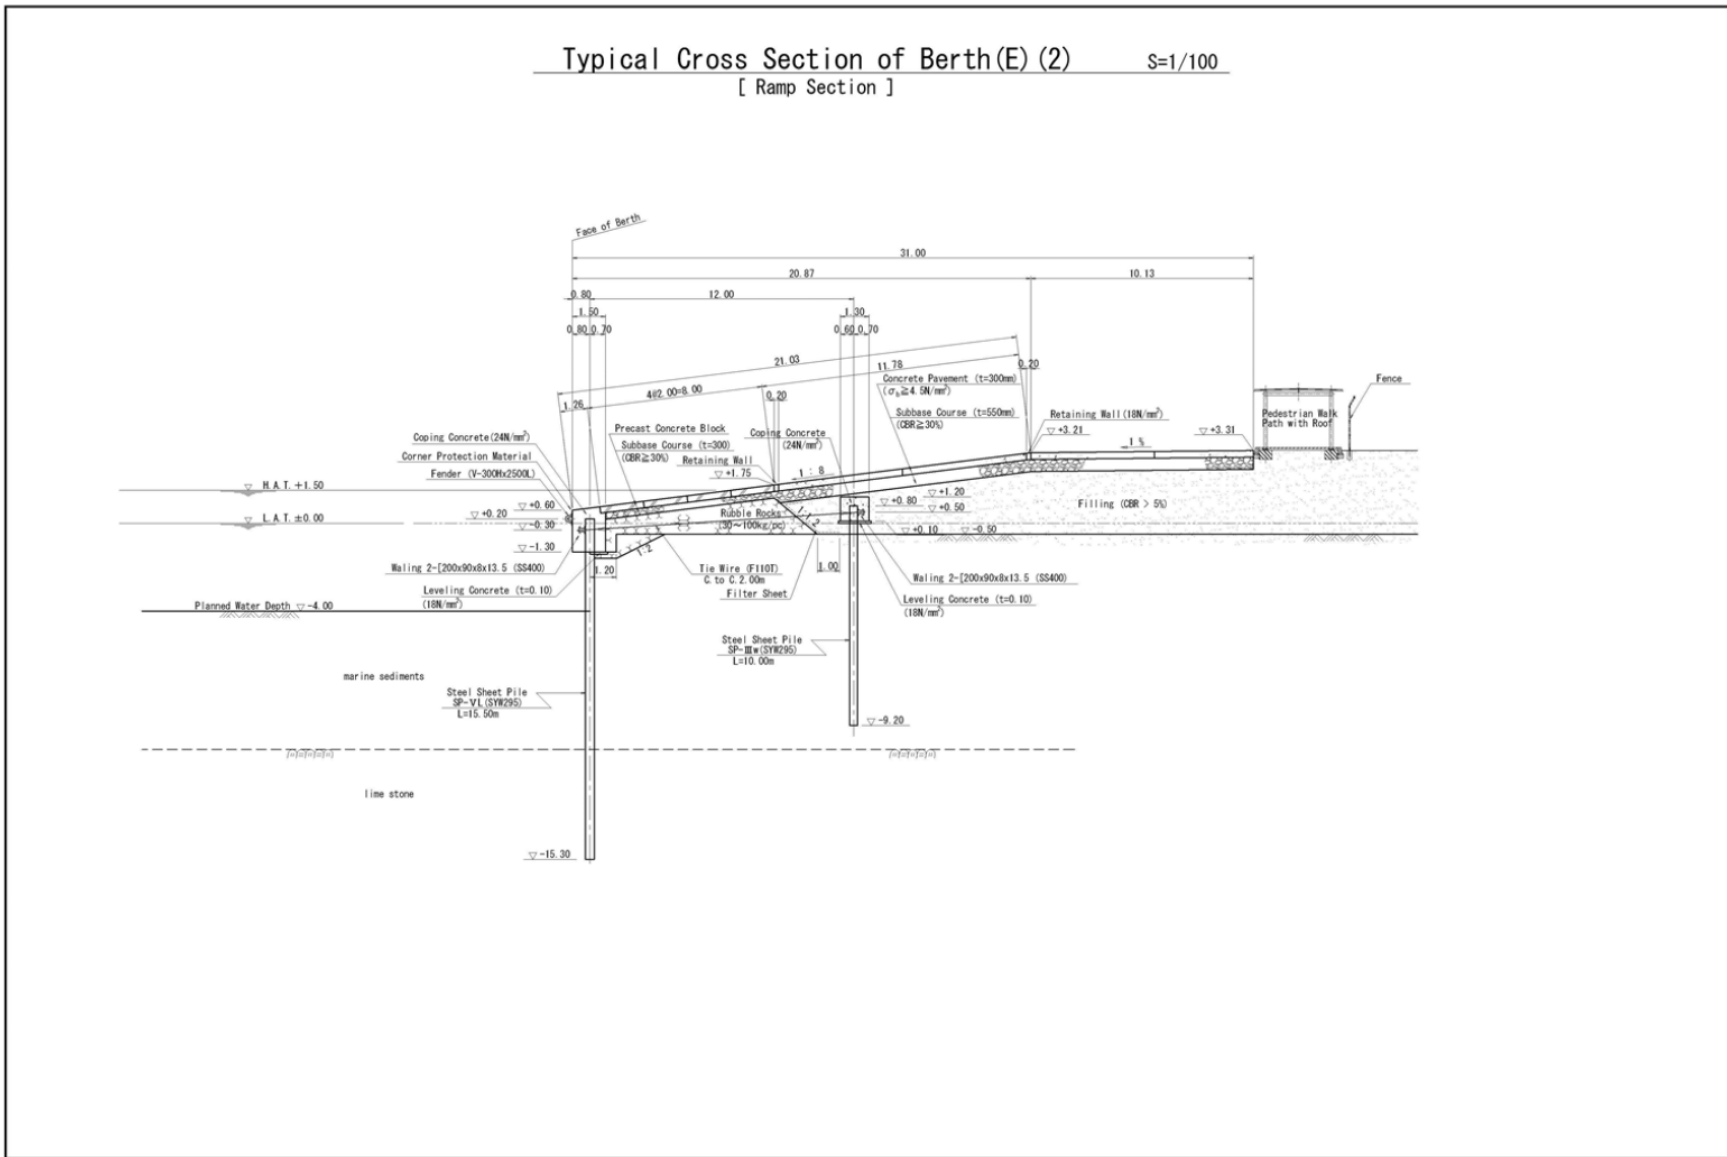 Typical Cross Section of Berth(E)(2) S=1/100
[ Ramp Section ]
Face of Berth
31.00
20.87 10.13
0.80 12.00
1.50 1.30
0.80 0.70 0.60 0.70
21.03
11.78
0.20
4@2.00=8.00
1.26
0.20
Concrete Pavement (t=300mm)
(σb≧4.5N/mm²)
Subbase Course (t=550mm)
(CBR≧30%)
Fence
Pedestrian Walk
Path with Roof
Retaining Wall(18N/mm²)
▽+3.21
1 %
▽+3.31
Precast Concrete Block
Subbase Course (t=300)
(CBR≧30%)
Coping Concrete
(24N/mm²)
Retaining Wall
▽+1.75
1 : 8
Coping Concrete(24N/mm²)
Corner Protection Material
Fender (V-300Hx2500L)
H.A.T. +1.50
L.A.T. ±0.00
▽+0.60
▽+0.20
▽-0.30
▽-1.30
Rubble Rocks
(30~100kg/pc)
1:1.2
▽+1.20
▽+0.80
▽+0.50
▽+0.10
▽-0.50
Filling (CBR > 5%)
1:2
1.20
1.00
Waling 2-[200x90x8x13.5 (SS400)
Tie Wire (F110T)
C. to C. 2.00m
Filter Sheet
Waling 2-[200x90x8x13.5 (SS400)
Leveling Concrete (t=0.10)
(18N/mm²)
Leveling Concrete (t=0.10)
(18N/mm²)
Planned Water Depth ▽-4.00
Steel Sheet Pile
SP-Ⅲw(SYW295)
L=10.00m
marine sediments
Steel Sheet Pile
SP-ⅤL(SYW295)
L=15.50m
▽-9.20
lime stone
▽-15.30